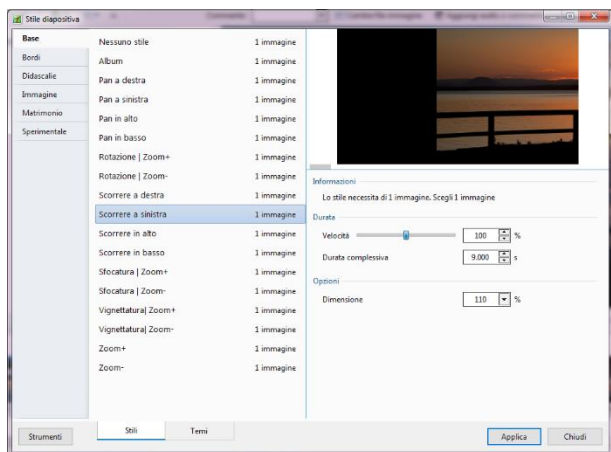 Stile diapositiva
Base
Bordi
Didascalie
Immagine
Matrimonio
Sperimentale
Nessuno stile 1 immagine
Album 1 immagine
Pan a destra 1 immagine
Pan a sinistra 1 immagine
Pan in alto 1 immagine
Pan in basso 1 immagine
Rotazione | Zoom+ 1 immagine
Rotazione | Zoom- 1 immagine
Scorrere a destra 1 immagine
Scorrere a sinistra 1 immagine
Scorrere in alto 1 immagine
Scorrere in basso 1 immagine
Sfocatura | Zoom+ 1 immagine
Sfocatura | Zoom- 1 immagine
Vignettatura| Zoom+ 1 immagine
Vignettatura| Zoom- 1 immagine
Zoom+ 1 immagine
Zoom- 1 immagine
Informazioni
Lo stile necessita di 1 immagine. Scegli 1 immagine
Durata
Velocità 100 %
Durata complessiva 9.000 s
Opzioni
Dimensione 110 %
Strumenti
Stili Temi
Applica Chiudi